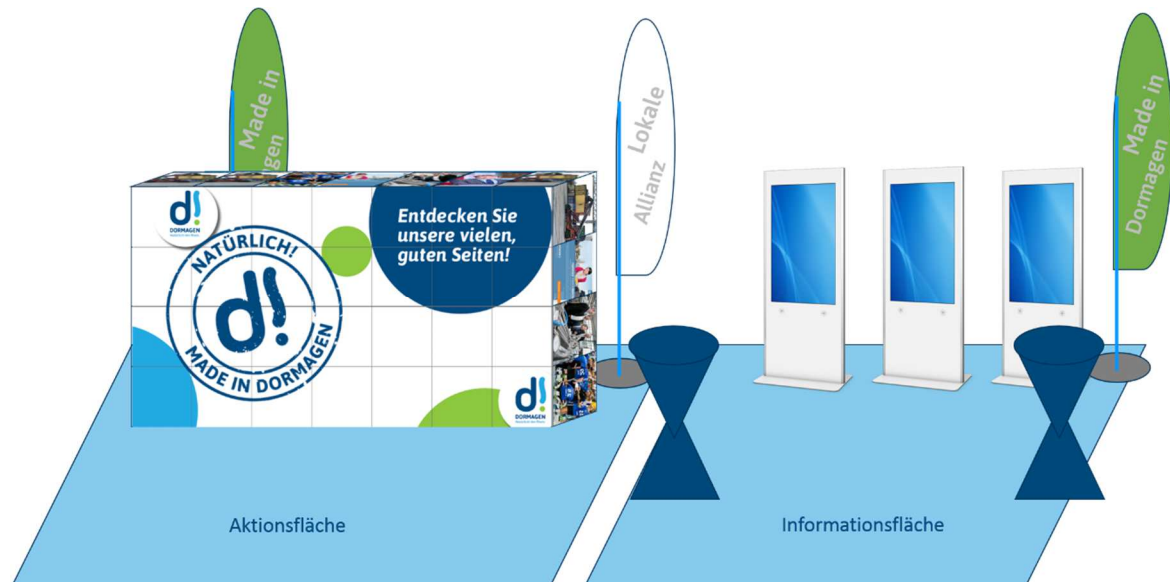 Made in
gen
Lokale
Allianz
Made in
Dormagen
d!
DORMAGEN
Entdecken Sie
unsere vielen,
guten Seiten!
NATÜRLICH!
d!
MADE IN DORMAGEN
d!
DORMAGEN
Aktionsfläche
Informationsfläche